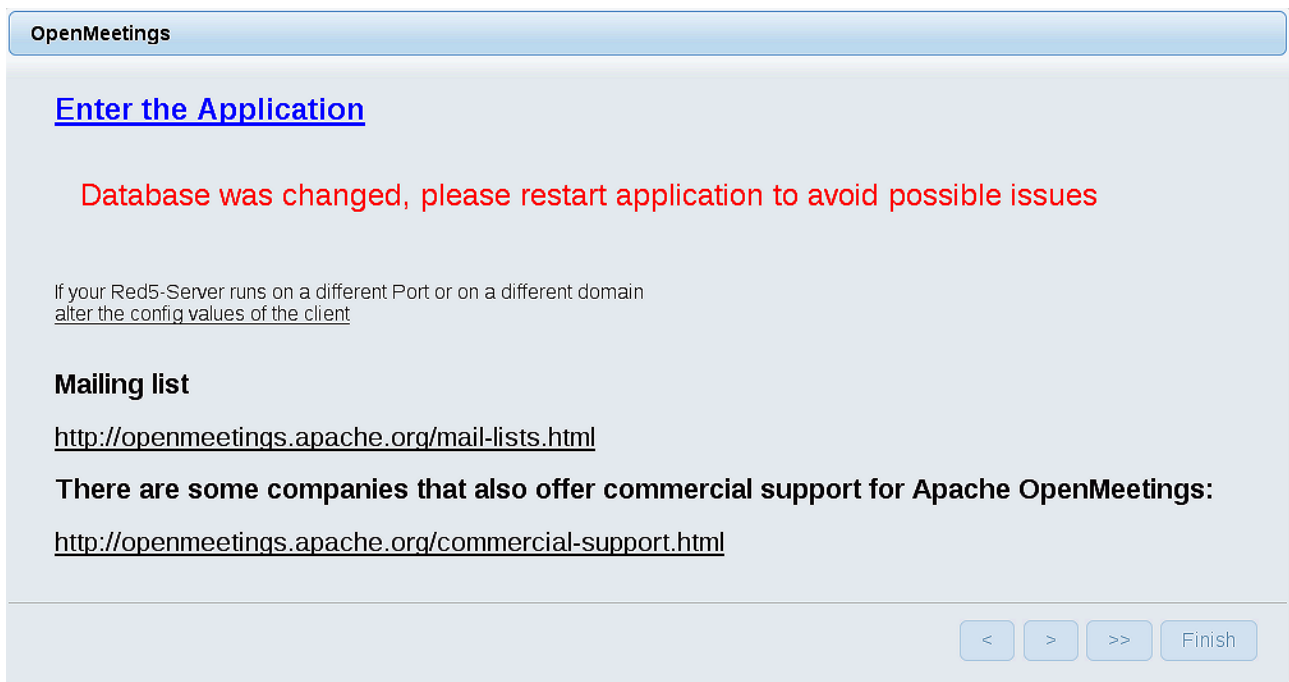 OpenMeetings
Enter the Application
Database was changed, please restart application to avoid possible issues
If your Red5-Server runs on a different Port or on a different domain
alter the config values of the client
Mailing list
http://openmeetings.apache.org/mail-lists.html
There are some companies that also offer commercial support for Apache OpenMeetings:
http://openmeetings.apache.org/commercial-support.html
< > >> Finish